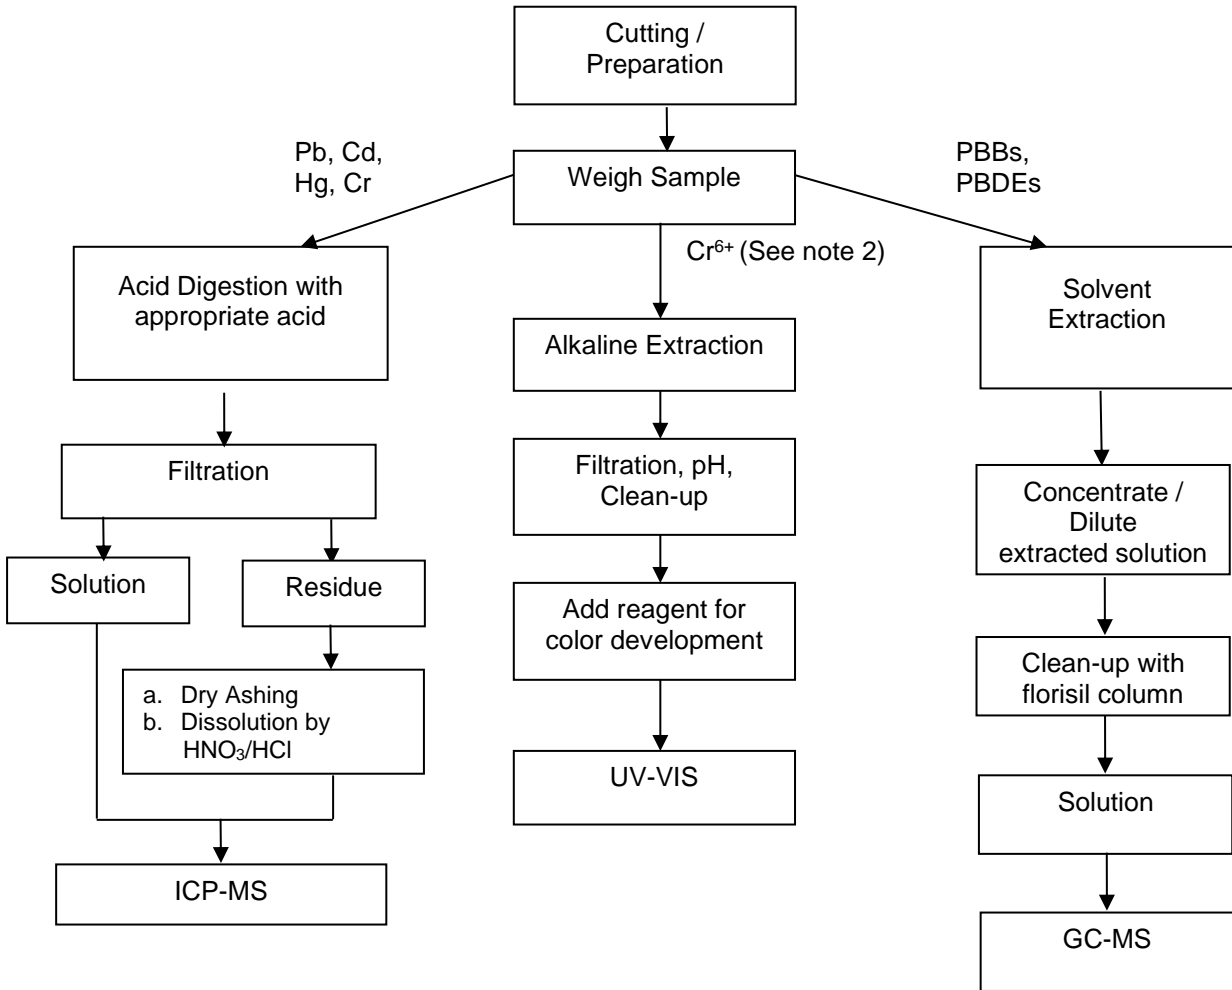 Cutting /
Preparation
Pb, Cd,
Hg, Cr
Weigh Sample
PBBs,
PBDEs
Cr⁶⁺ (See note 2)
Acid Digestion with
appropriate acid
Alkaline Extraction
Solvent
Extraction
Filtration
Filtration, pH,
Clean-up
Concentrate /
Dilute
extracted solution
Solution
Residue
Add reagent for
color development
a. Dry Ashing
b. Dissolution by
HNO₃/HCl
Clean-up with
florisil column
UV-VIS
Solution
ICP-MS
GC-MS